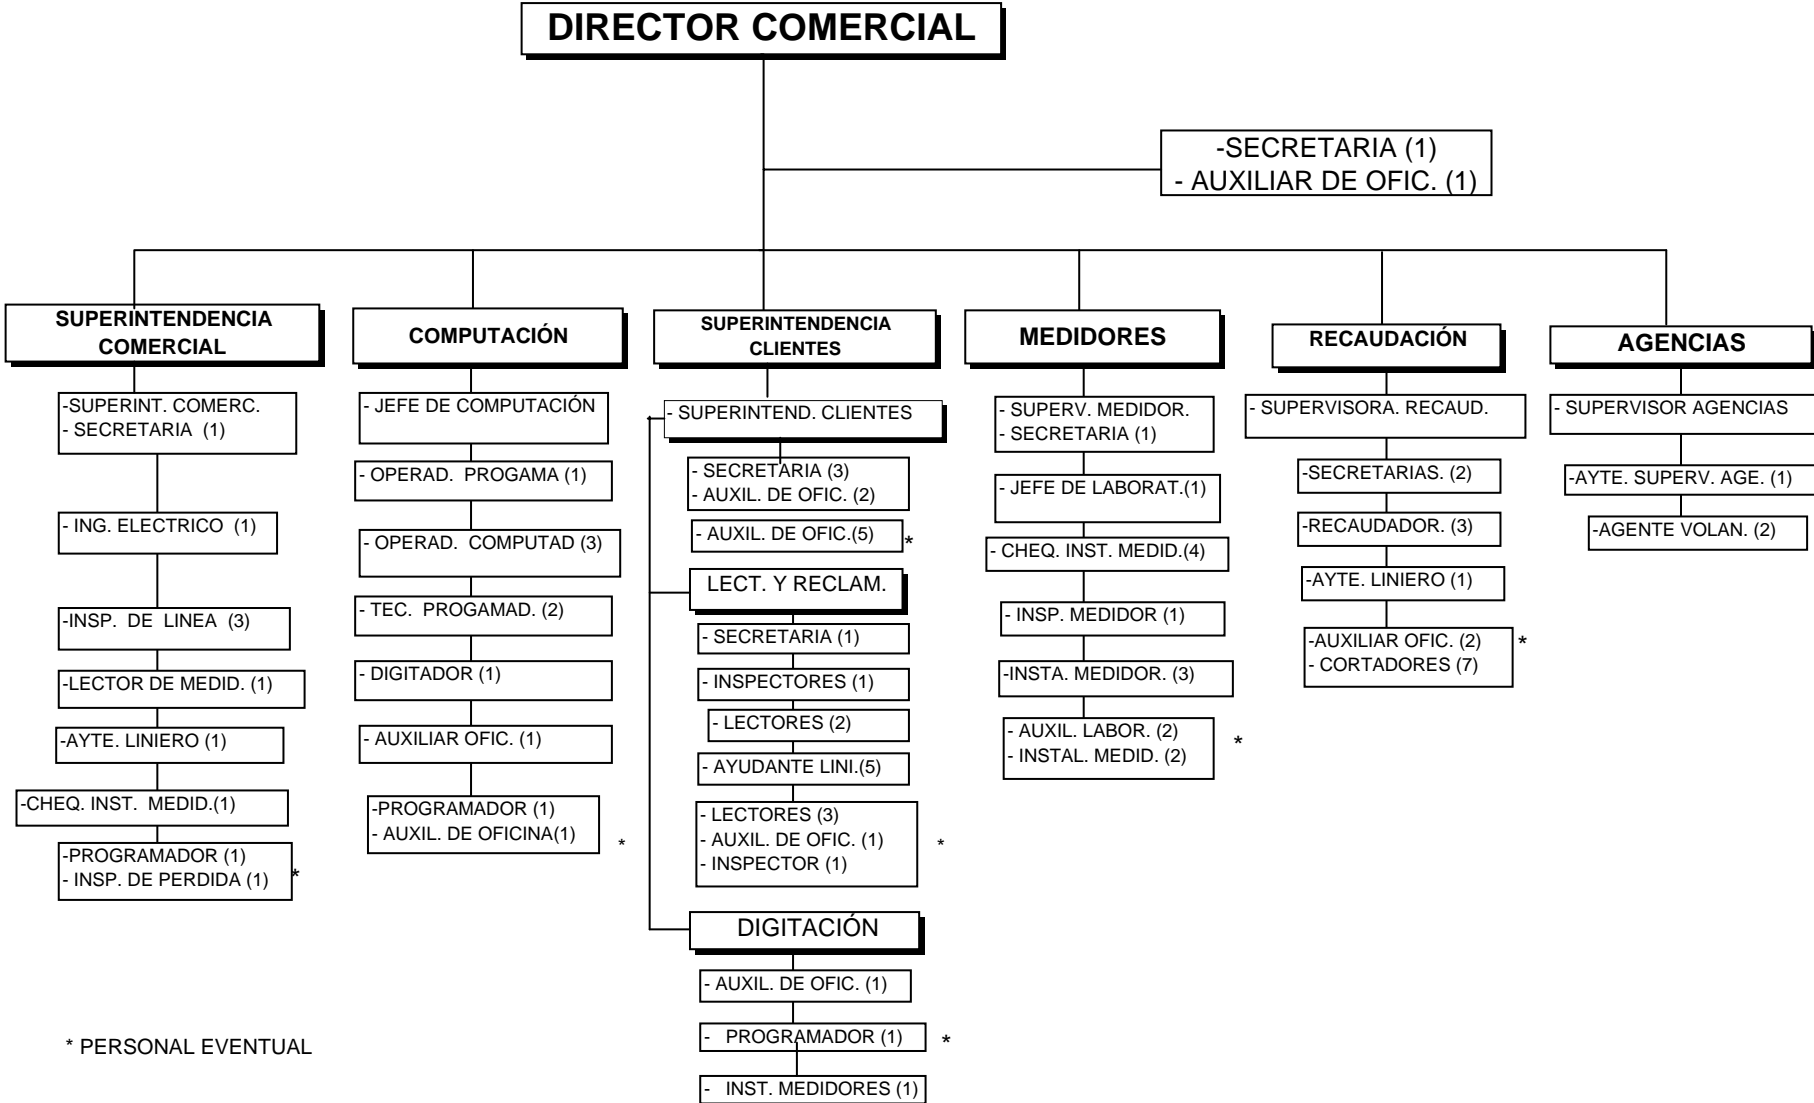 DIRECTOR COMERCIAL
-SECRETARIA (1)
- AUXILIAR DE OFIC. (1)
SUPERINTENDENCIA
COMERCIAL
-SUPERINT. COMERC.
- SECRETARIA (1)
- ING. ELECTRICO (1)
-INSP. DE LINEA (3)
-LECTOR DE MEDID. (1)
-AYTE. LINIERO (1)
-CHEQ. INST. MEDID.(1)
-PROGRAMADOR (1)
- INSP. DE PERDIDA (1)
*
COMPUTACIÓN
- JEFE DE COMPUTACIÓN
- OPERAD. PROGAMA (1)
- OPERAD. COMPUTAD (3)
- TEC. PROGAMAD. (2)
- DIGITADOR (1)
- AUXILIAR OFIC. (1)
-PROGRAMADOR (1)
- AUXIL. DE OFICINA(1)
*
SUPERINTENDENCIA
CLIENTES
- SUPERINTEND. CLIENTES
- SECRETARIA (3)
- AUXIL. DE OFIC. (2)
- AUXIL. DE OFIC.(5)
*
LECT. Y RECLAM.
- SECRETARIA (1)
- INSPECTORES (1)
- LECTORES (2)
- AYUDANTE LINI.(5)
- LECTORES (3)
- AUXIL. DE OFIC. (1)
- INSPECTOR (1)
*
DIGITACIÓN
- AUXIL. DE OFIC. (1)
- PROGRAMADOR (1)
*
- INST. MEDIDORES (1)
MEDIDORES
- SUPERV. MEDIDOR.
- SECRETARIA (1)
- JEFE DE LABORAT.(1)
- CHEQ. INST. MEDID.(4)
- INSP. MEDIDOR (1)
-INSTA. MEDIDOR. (3)
- AUXIL. LABOR. (2)
- INSTAL. MEDID. (2)
*
RECAUDACIÓN
- SUPERVISORA. RECAUD.
-SECRETARIAS. (2)
-RECAUDADOR. (3)
-AYTE. LINIERO (1)
-AUXILIAR OFIC. (2)
- CORTADORES (7)
*
AGENCIAS
- SUPERVISOR AGENCIAS
-AYTE. SUPERV. AGE. (1)
-AGENTE VOLAN. (2)
* PERSONAL EVENTUAL